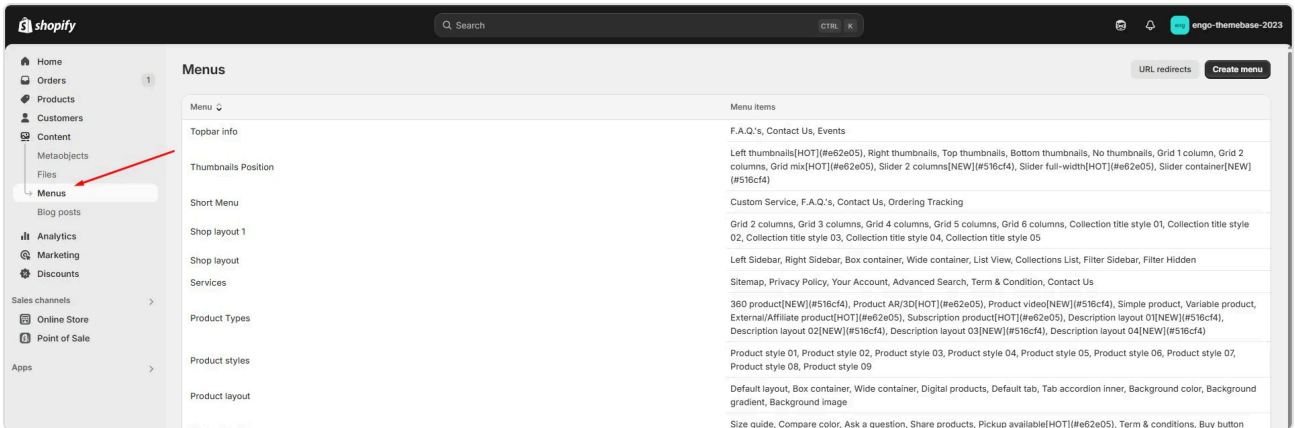 shopify
Search
CTRL K
eng
engo-themebase-2023
Home
Orders
1
Products
Customers
Content
Metaobjects
Files
Menus
Blog posts
Analytics
Marketing
Discounts
Sales channels
Online Store
Point of Sale
Apps
Menus
URL redirects
Create menu
Menu
Menu items
Topbar info
F.A.Q.'s, Contact Us, Events
Thumbnails Position
Left thumbnails[HOT](#e62e05), Right thumbnails, Top thumbnails, Bottom thumbnails, No thumbnails, Grid 1 column, Grid 2
columns, Grid mix[HOT](#e62e05), Slider 2 columns[NEW](#516cf4), Slider full-width[HOT](#e62e05), Slider container[NEW]
(#516cf4)
Short Menu
Custom Service, F.A.Q.'s, Contact Us, Ordering Tracking
Shop layout 1
Grid 2 columns, Grid 3 columns, Grid 4 columns, Grid 5 columns, Grid 6 columns, Collection title style 01, Collection title style
02, Collection title style 03, Collection title style 04, Collection title style 05
Shop layout
Left Sidebar, Right Sidebar, Box container, Wide container, List View, Collections List, Filter Sidebar, Filter Hidden
Services
Sitemap, Privacy Policy, Your Account, Advanced Search, Term & Condition, Contact Us
Product Types
360 product[NEW](#516cf4), Product AR/3D[HOT](#e62e05), Product video[NEW](#516cf4), Simple product, Variable product,
External/Affiliate product[HOT](#e62e05), Subscription product[HOT](#e62e05), Description layout 01[NEW](#516cf4),
Description layout 02[NEW](#516cf4), Description layout 03[NEW](#516cf4), Description layout 04[NEW](#516cf4)
Product styles
Product style 01, Product style 02, Product style 03, Product style 04, Product style 05, Product style 06, Product style 07,
Product style 08, Product style 09
Product layout
Default layout, Box container, Wide container, Digital products, Default tab, Tab accordion inner, Background color, Background
gradient, Background image
Size guide, Compare color, Ask a question, Share products, Pickup available[HOT](#e62e05), Term & conditions, Buy button